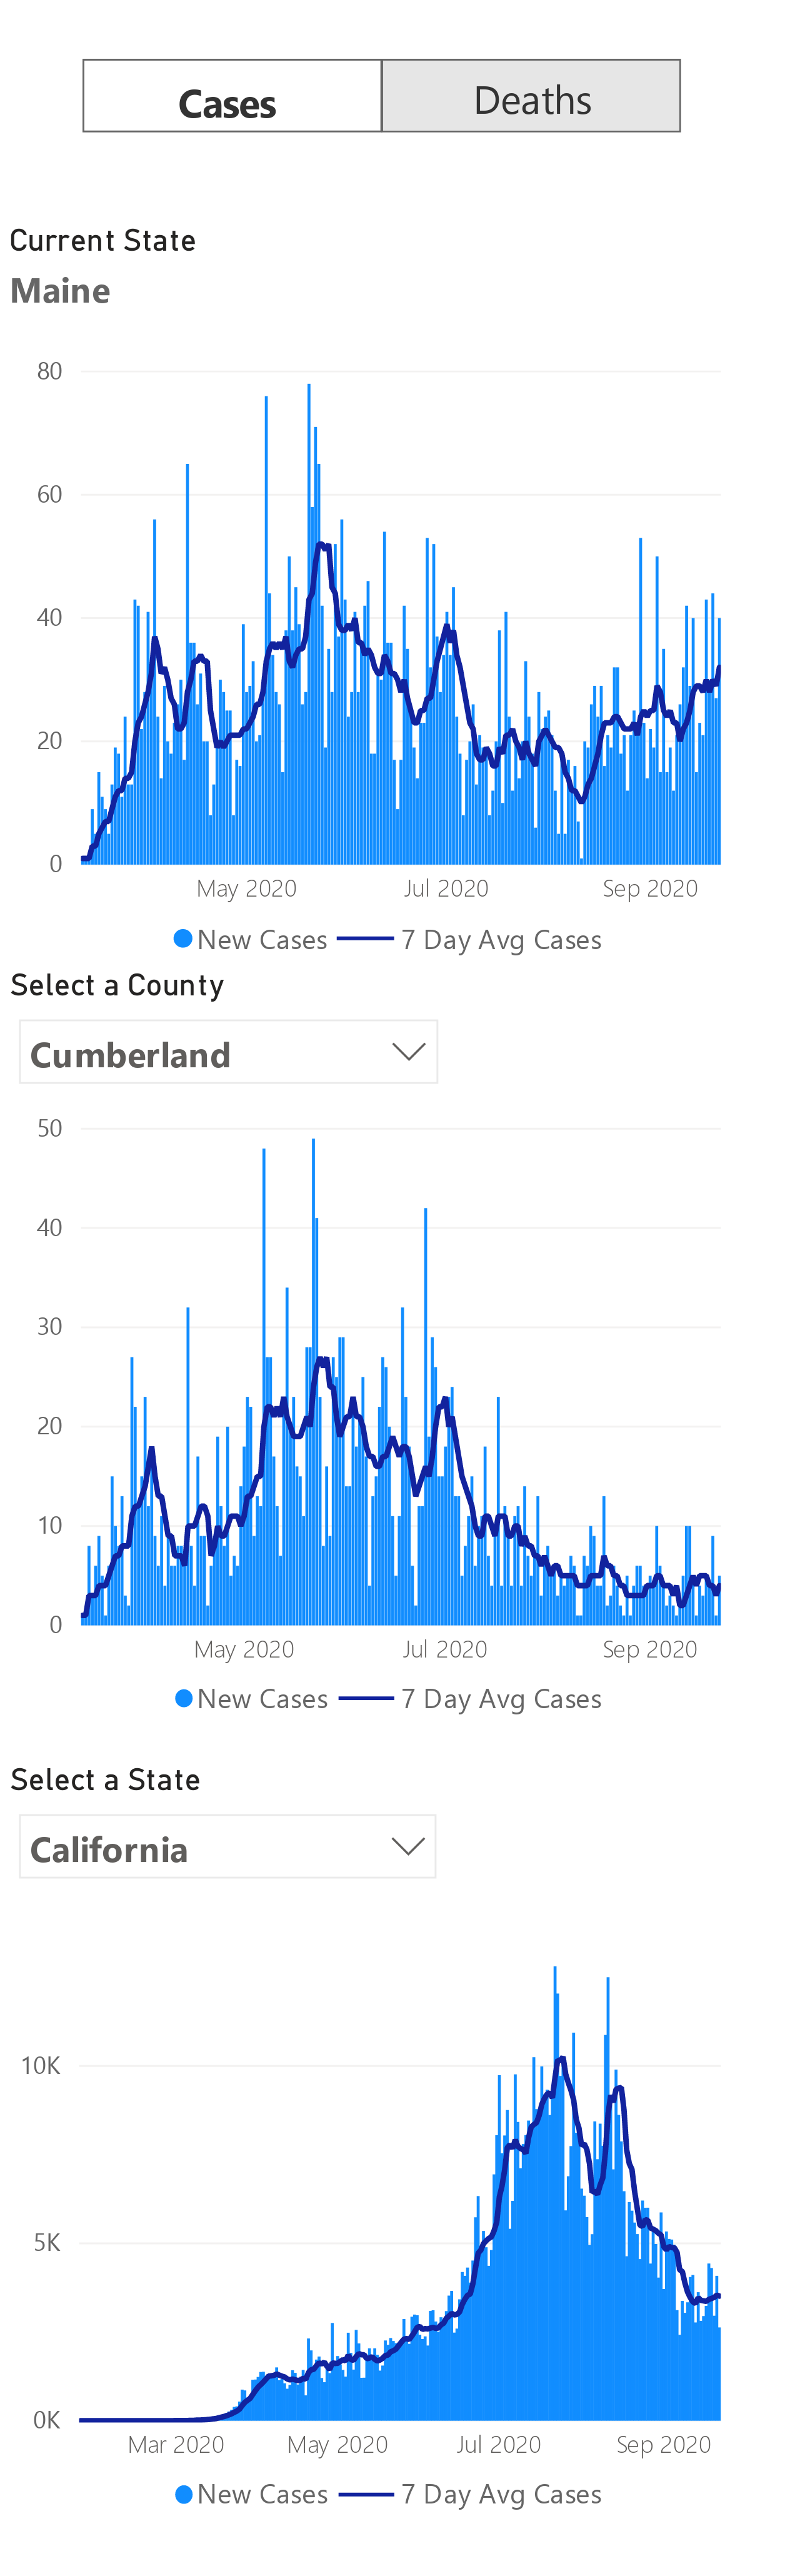 Cases Deaths
Current State
Maine
80
60
40
20
0
May 2020 Jul 2020 Sep 2020
New Cases 7 Day Avg Cases
Select a County
Cumberland
50
40
30
20
10
0
May 2020 Jul 2020 Sep 2020
New Cases 7 Day Avg Cases
Select a State
California
10K
5K
0K
Mar 2020 May 2020 Jul 2020 Sep 2020
New Cases 7 Day Avg Cases